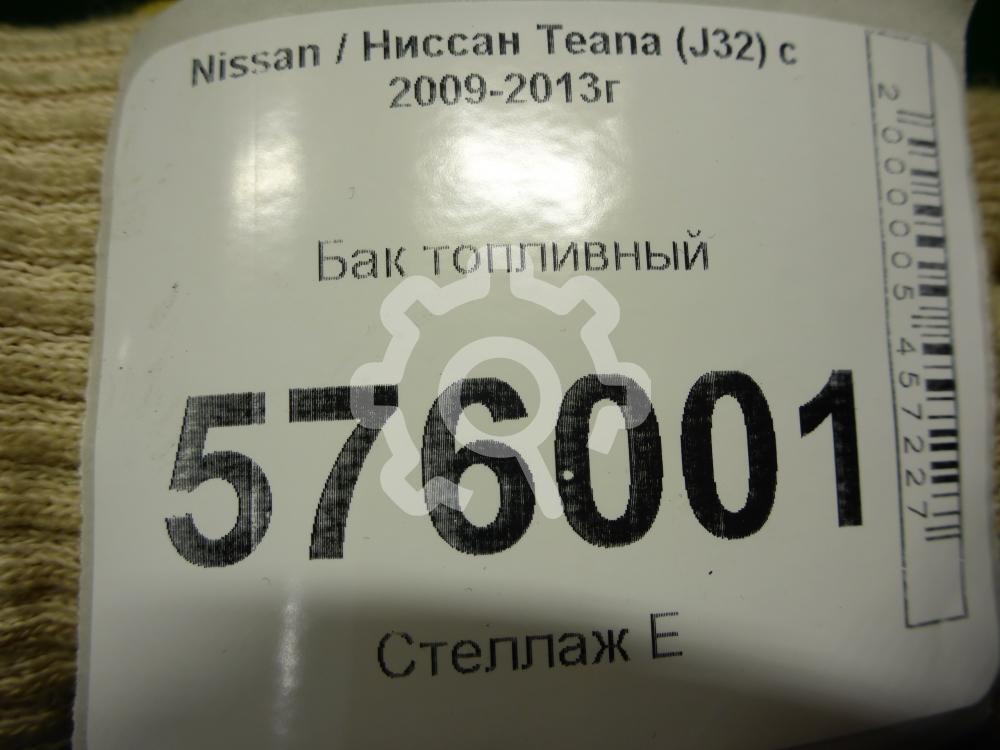 Nissan / Ниссан Teana (J32) с
2009-2013г
Бак топливный
576001
Стеллаж E
2000005457227